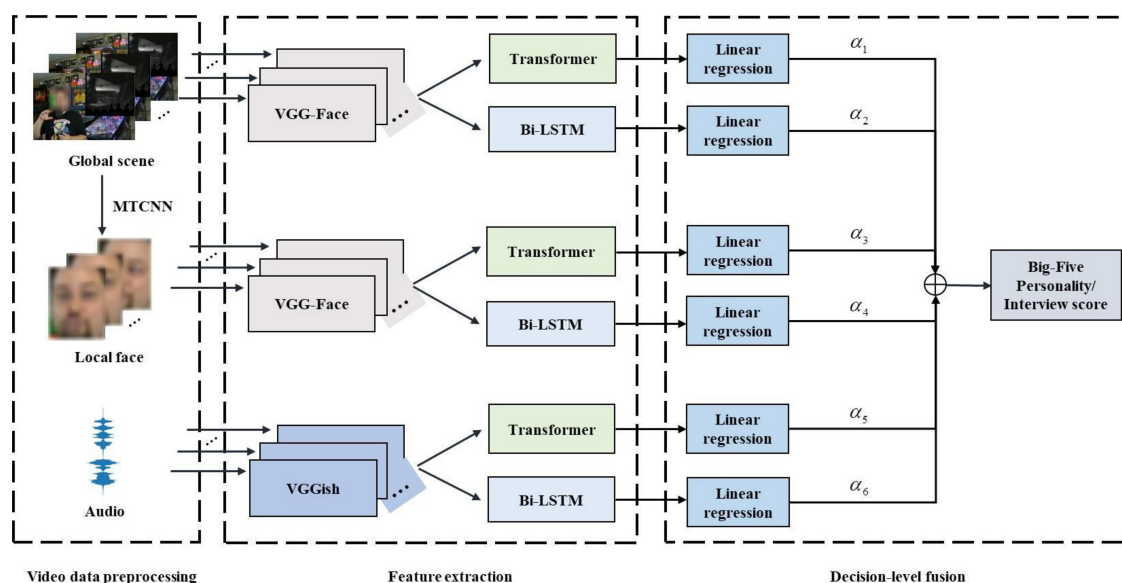 Transformer
Linear
regression
α1
VGG-Face
...
Bi-LSTM
Linear
regression
α2
...
Global scene
MTCNN
Transformer
Linear
regression
α3
VGG-Face
...
Bi-LSTM
Linear
regression
α4
Big-Five
Personality/
Interview score
...
Local face
Transformer
Linear
regression
α5
VGGish
...
Bi-LSTM
Linear
regression
α6
Audio
Video data preprocessing
Feature extraction
Decision-level fusion